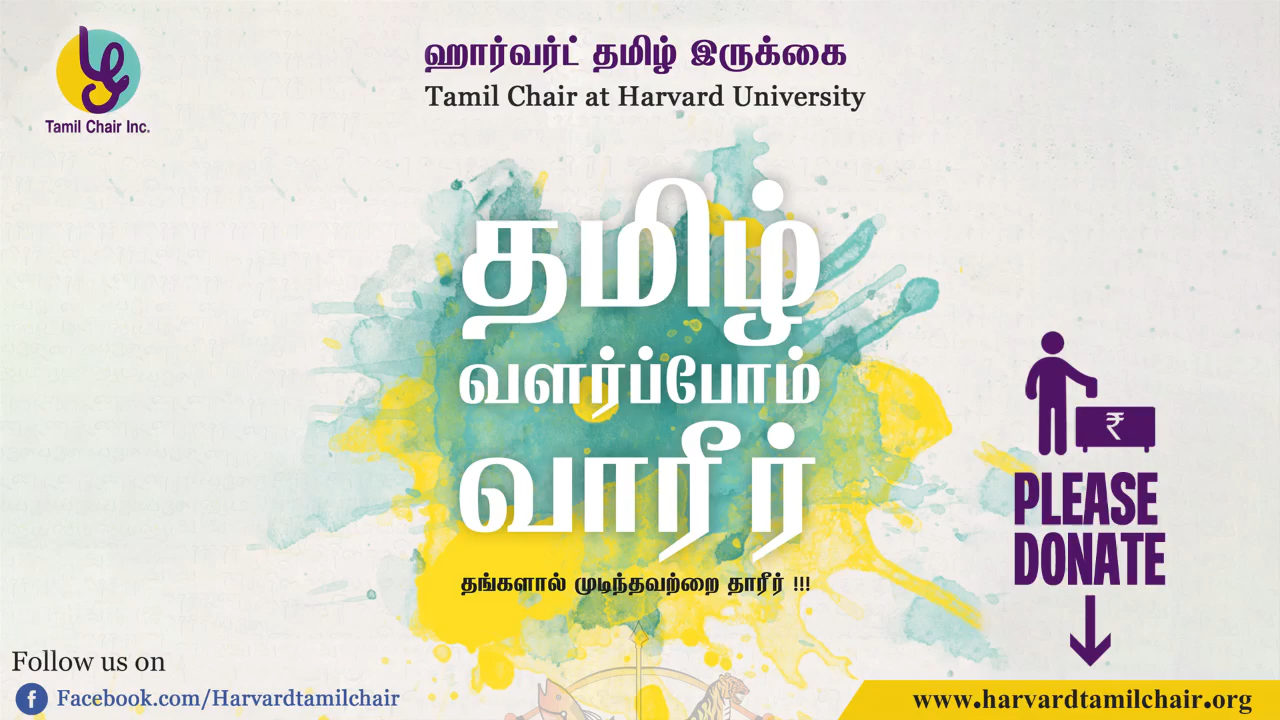 ழ
Tamil Chair Inc.
ஹார்வர்ட் தமிழ் இருக்கை
Tamil Chair at Harvard University
தமிழ்
வளர்ப்போம்
வாரீர்
தங்களால் முடிந்தவற்றை தாரீர் !!!
₹
PLEASE
DONATE
Follow us on
f Facebook.com/Harvardtamilchair
www.harvardtamilchair.org